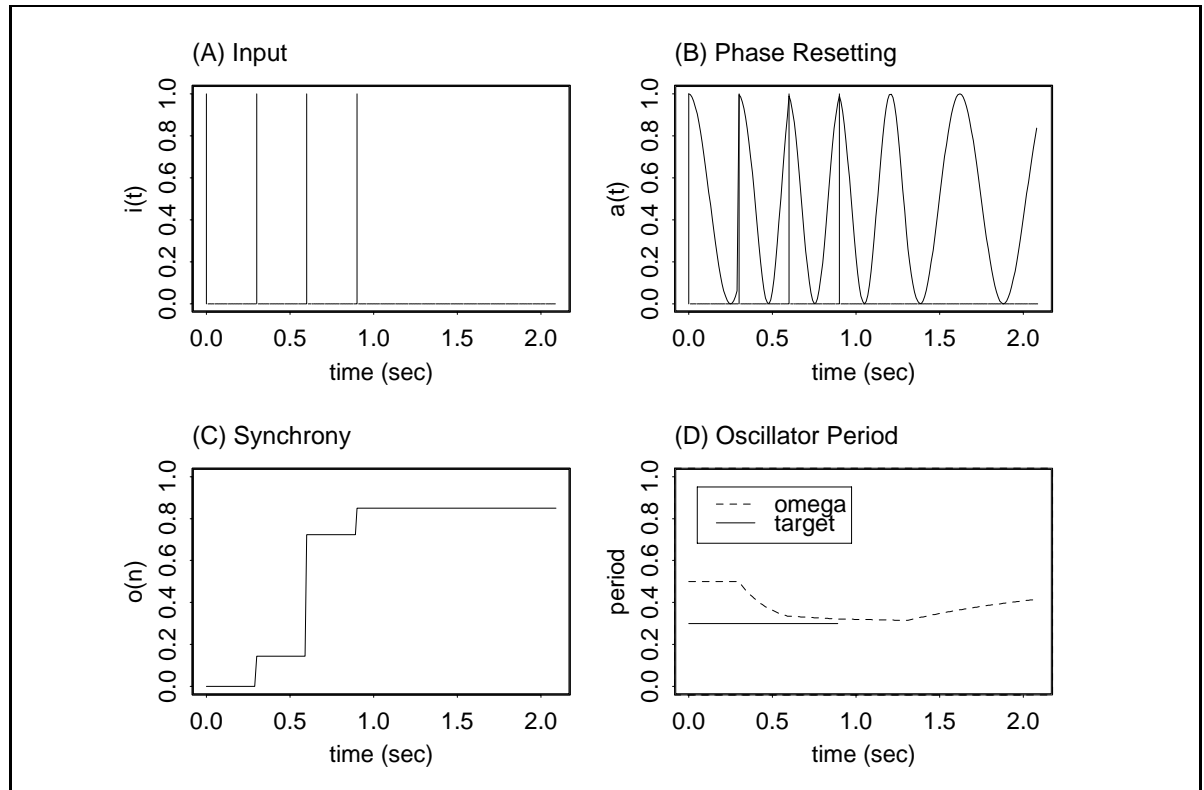 (A) Input
i(t)
0.0 0.2 0.4 0.6 0.8 1.0
0.0 0.5 1.0 1.5 2.0
time (sec)
(B) Phase Resetting
a(t)
0.0 0.2 0.4 0.6 0.8 1.0
0.0 0.5 1.0 1.5 2.0
time (sec)
(C) Synchrony
o(n)
0.0 0.2 0.4 0.6 0.8 1.0
0.0 0.5 1.0 1.5 2.0
time (sec)
(D) Oscillator Period
period
0.0 0.2 0.4 0.6 0.8 1.0
omega
target
0.0 0.5 1.0 1.5 2.0
time (sec)